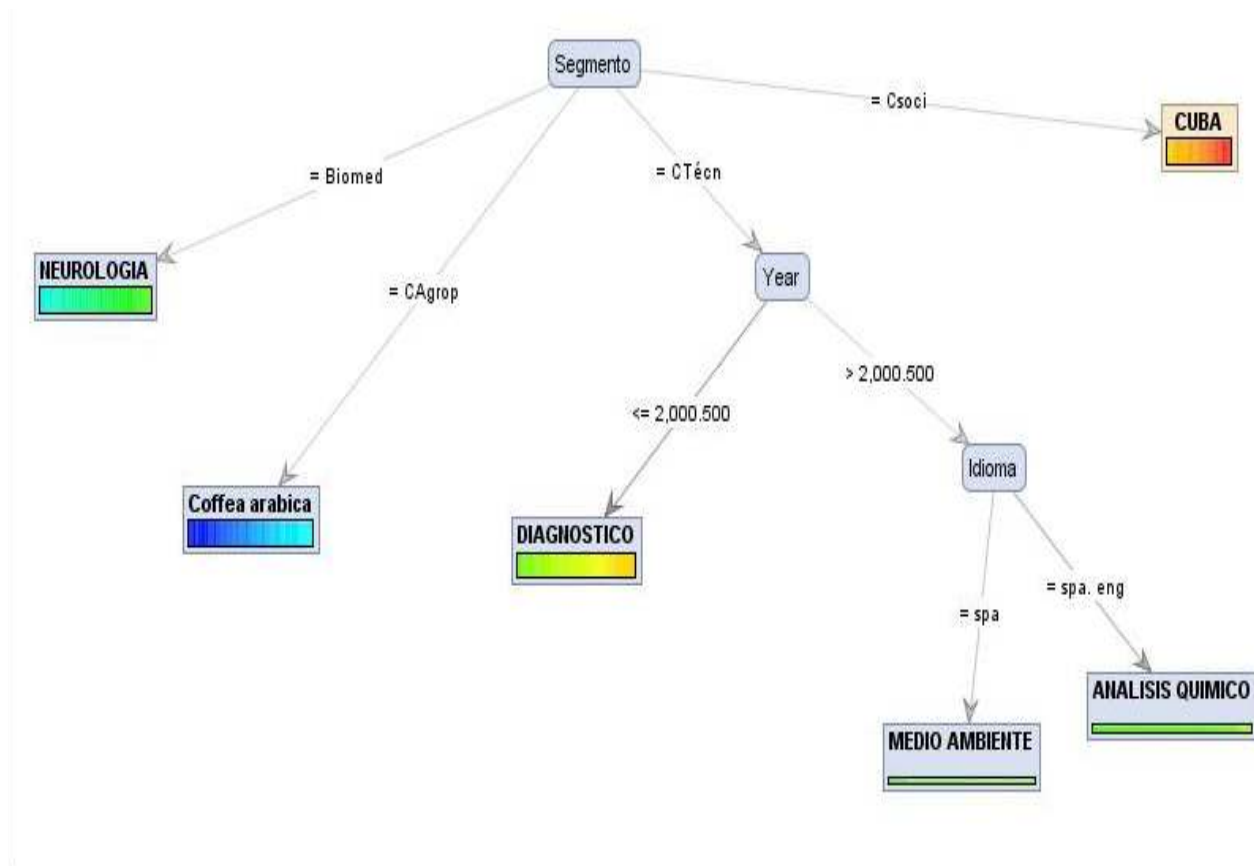 Segmento
= Csoci
CUBA
= Biomed
= CTécn
NEUROLOGIA
= CAgrop
Year
> 2,000.500
<= 2,000.500
Idioma
Coffea arabica
DIAGNOSTICO
= spa. eng
= spa
ANALISIS QUIMICO
MEDIO AMBIENTE